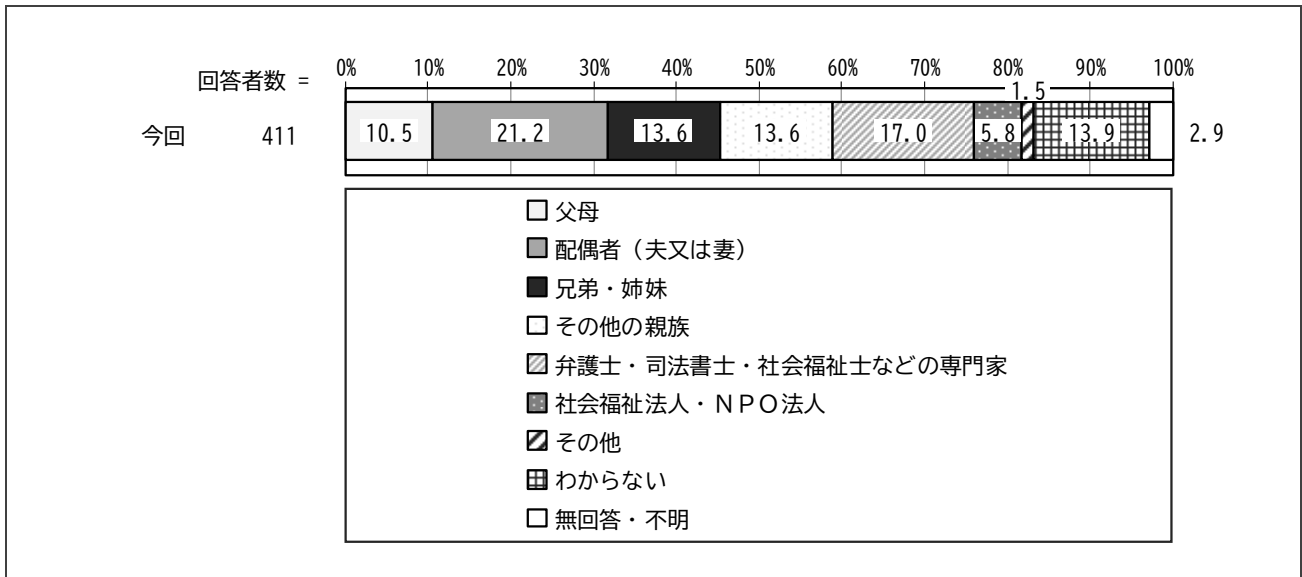 0% 10% 20% 30% 40% 50% 60% 70% 80% 90% 100%
回答者数 =
1.5
今回 411 10.5 21.2 13.6 13.6 17.0 5.8 13.9 2.9
父母
配偶者（夫又は妻）
兄弟・姉妹
その他の親族
弁護士・司法書士・社会福祉士などの専門家
社会福祉法人・ＮＰＯ法人
その他
わからない
無回答・不明